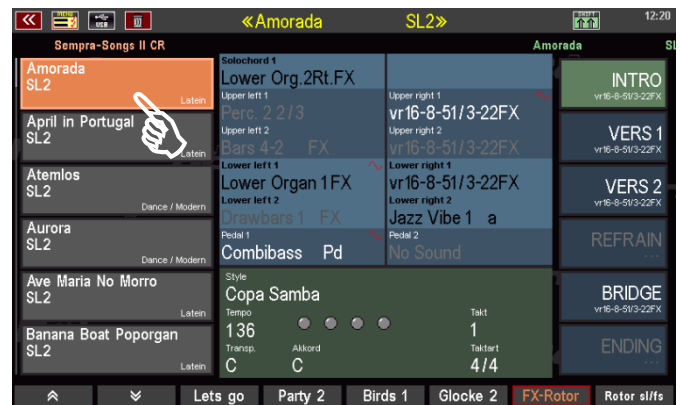 «Amorada SL2»
12:20
Sempra-Songs II CR
Amorada
SL
Amorada
SL2
Latein
April in Portugal
SL2
Latein
Atemlos
SL2
Dance / Modern
Aurora
SL2
Dance / Modern
Ave Maria No Morro
SL2
Latein
Banana Boat Poporgan
SL2
Latein
Solochord 1
Lower Org.2Rt.FX
Upper left 1
Perc. 2 2/3
Upper right 1
vr16-8-51/3-22FX
Upper left 2
Bars 4-2 FX
Upper right 2
vr16-8-51/3-22FX
Lower left 1
Lower Organ 1FX
Lower right 1
vr16-8-51/3-22FX
Lower left 2
Drawbars 1 FX
Lower right 2
Jazz Vibe 1 a
Pedal 1
Combibass Pd
Pedal 2
No Sound
Style
Copa Samba
Tempo
136
Takt
1
Transp.
C
Akkord
C
Taktart
4/4
INTRO
vr16-8-51/3-22FX
VERS 1
vr16-8-51/3-22FX
VERS 2
vr16-8-51/3-22FX
REFRAIN
---
BRIDGE
vr16-8-51/3-22FX
ENDING
---
Lets go
Party 2
Birds 1
Glocke 2
FX-Rotor
Rotor sl/fs